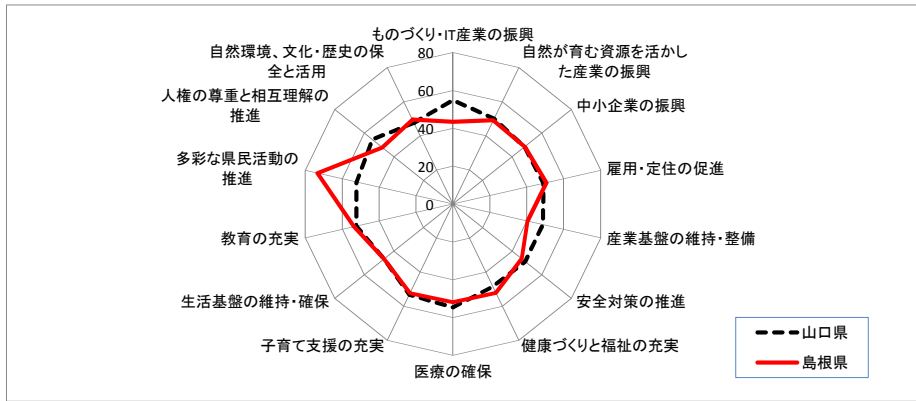 ものづくり・IT産業の振興
自然が育む資源を活かし
た産業の振興
中小企業の振興
雇用・定住の促進
産業基盤の維持・整備
安全対策の推進
健康づくりと福祉の充実
医療の確保
子育て支援の充実
生活基盤の維持・確保
教育の充実
多彩な県民活動の
推進
人権の尊重と相互理解の
推進
自然環境、文化・歴史の保
全と活用
80
60
40
20
0
山口県
島根県